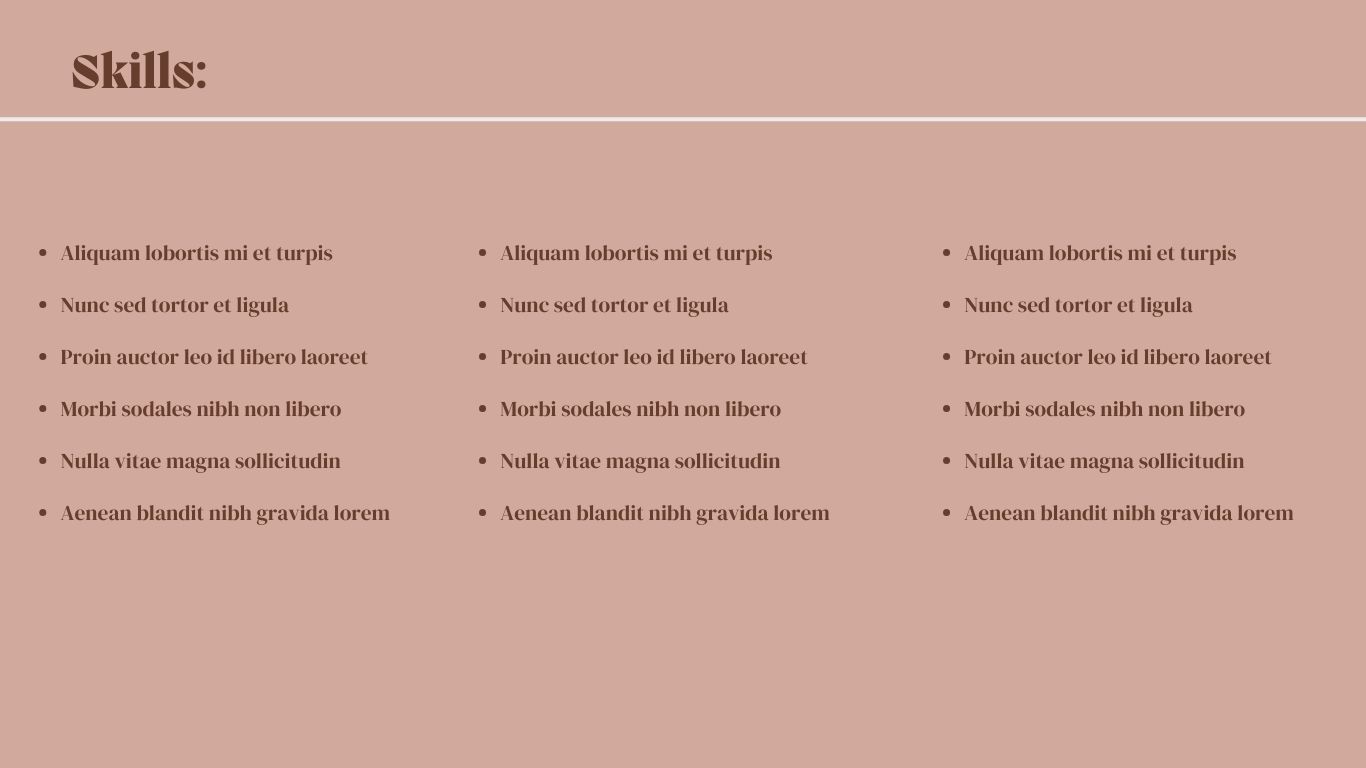 Skills:
Aliquam lobortis mi et turpis
Nunc sed tortor et ligula
Proin auctor leo id libero laoreet
Morbi sodales nibh non libero
Nulla vitae magna sollicitudin
Aenean blandit nibh gravida lorem
Aliquam lobortis mi et turpis
Nunc sed tortor et ligula
Proin auctor leo id libero laoreet
Morbi sodales nibh non libero
Nulla vitae magna sollicitudin
Aenean blandit nibh gravida lorem
Aliquam lobortis mi et turpis
Nunc sed tortor et ligula
Proin auctor leo id libero laoreet
Morbi sodales nibh non libero
Nulla vitae magna sollicitudin
Aenean blandit nibh gravida lorem